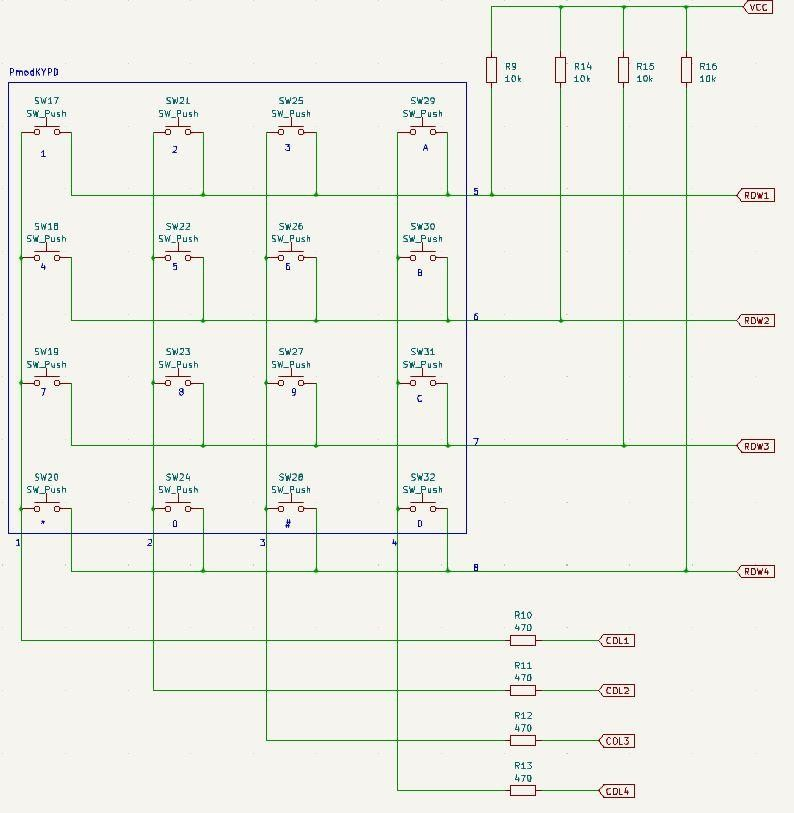 VCC
R9
10k
R14
10k
R15
10k
R16
10k
PmodKYPD
SW17
SW_Push
1
SW21
SW_Push
2
SW25
SW_Push
3
SW29
SW_Push
A
5
ROW1
SW18
SW_Push
4
SW22
SW_Push
5
SW26
SW_Push
6
SW30
SW_Push
B
6
ROW2
SW19
SW_Push
7
SW23
SW_Push
8
SW27
SW_Push
9
SW31
SW_Push
C
7
ROW3
SW20
SW_Push
*
SW24
SW_Push
0
SW28
SW_Push
#
SW32
SW_Push
D
1
2
3
4
8
ROW4
R10
470
COL1
R11
470
COL2
R12
470
COL3
R13
470
COL4